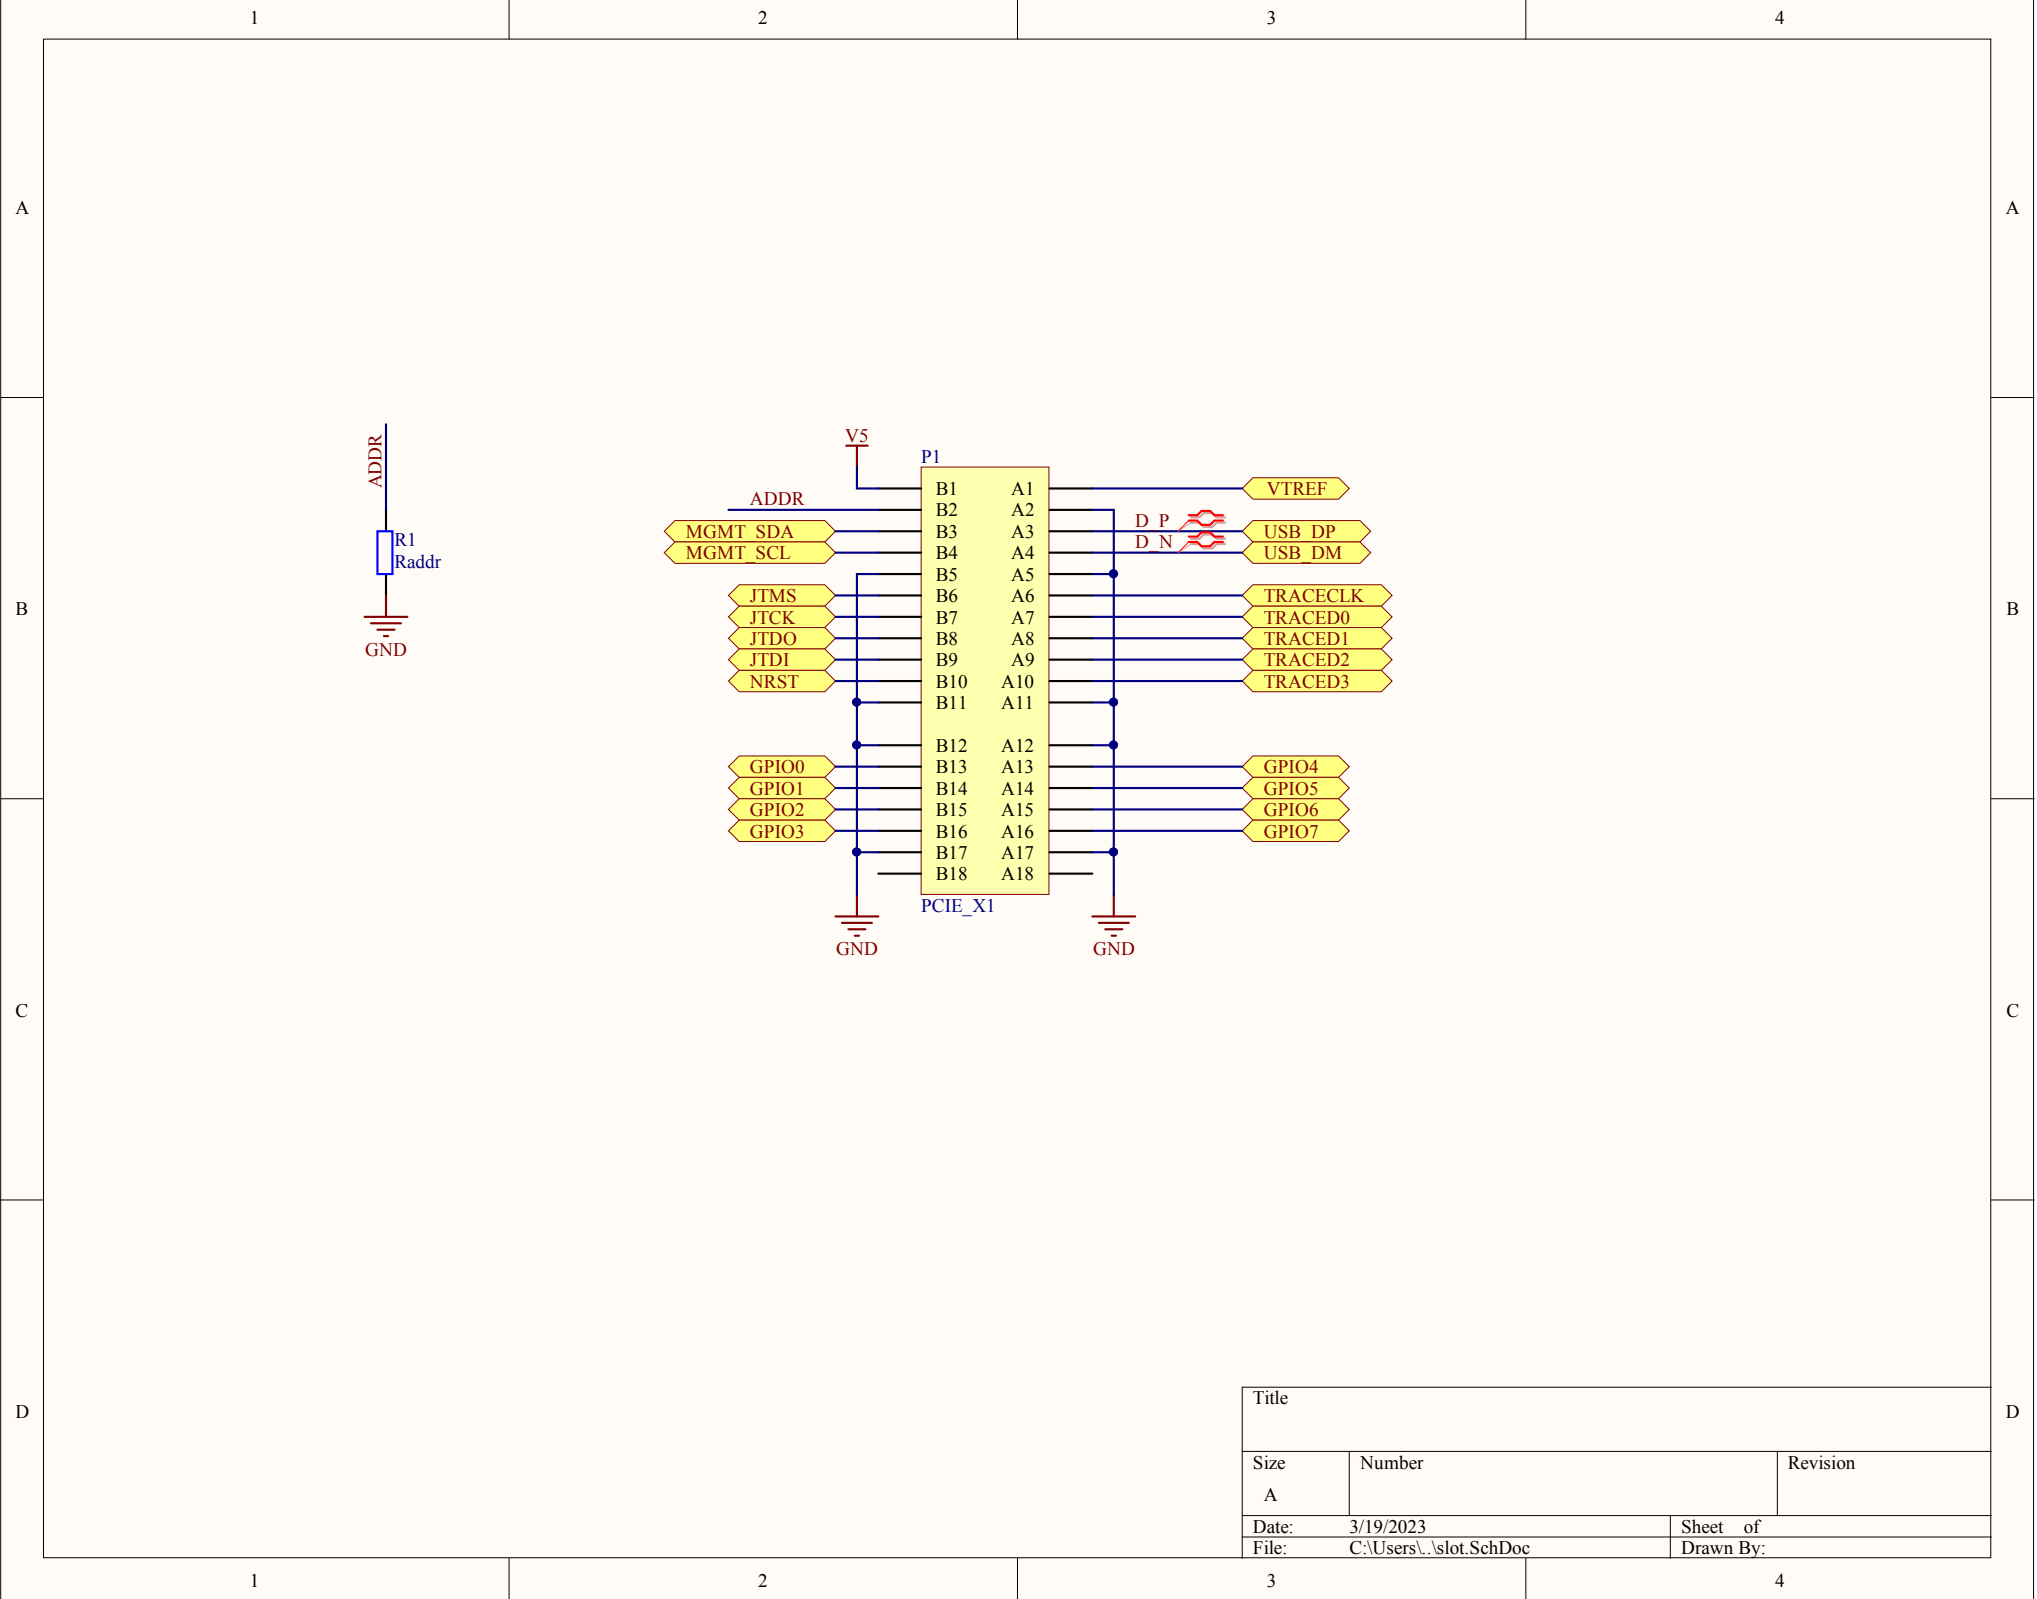 1 2 3 4
A A
ADDR
R1
Raddr
GND
V5
P1
ADDR
B1 A1 VTREF
B2 A2
MGMT_SDA B3 A3 D_P USB_DP
MGMT_SCL B4 A4 D_N USB_DM
B5 A5
JTMS B6 A6 TRACECLK
JTCK B7 A7 TRACED0
JTDO B8 A8 TRACED1
JTDI B9 A9 TRACED2
NRST B10 A10 TRACED3
B11 A11
B12 A12
GPIO0 B13 A13 GPIO4
GPIO1 B14 A14 GPIO5
GPIO2 B15 A15 GPIO6
GPIO3 B16 A16 GPIO7
B17 A17
B18 A18
PCIE_X1
GND GND
B B
C C
D D
Title
Size Number Revision
A
Date: 3/19/2023 Sheet of
File: C:\Users\..\slot.SchDoc Drawn By:
1 2 3 4